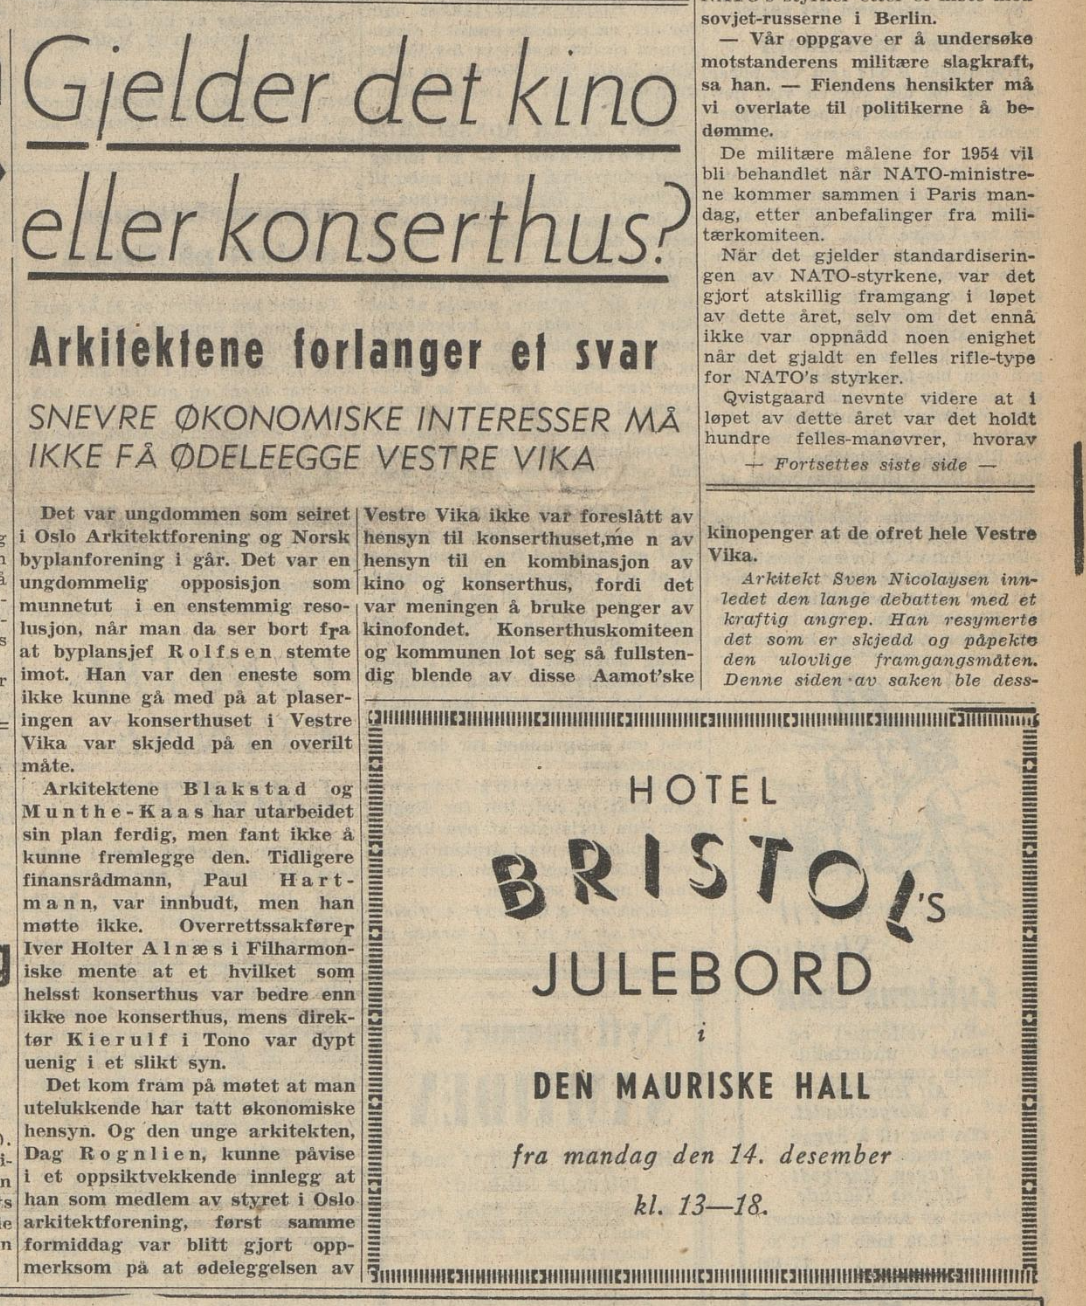 Gjelder det kino
eller konserthus?
Arkitektene forlanger et svar
SNEVRE ØKONOMISKE INTERESSER MÅ
IKKE FÅ ØDELEEGGE VESTRE VIKA
Det var ungdommen som seiret
i Oslo Arkitektforening og Norsk
byplanforening i går. Det var en
ungdommelig opposisjon som
munnetut i en enstemmig reso-
lusjon, når man da ser bort fra
at byplansjef Rolfsen stemte
imot. Han var den eneste som
ikke kunne gå med på at plaser-
ingen av konserthuset i Vestre
Vika var skjedd på en overilt
måte.
Arkitektene Blakstad og
Munthe-Kaas har utarbeidet
sin plan ferdig, men fant ikke å
kunne fremlegge den. Tidligere
finansrådmann, Paul Hart-
mann, var innbudt, men han
møtte ikke. Overrettssakfører
Iver Holter Alnæs i Filharmon-
iske mente at et hvilket som
helsst konserthus var bedre enn
ikke noe konserthus, mens direk-
tør Kierulf i Tono var dypt
uenig i et slikt syn.
Det kom fram på møtet at man
utelukkende har tatt økonomiske
hensyn. Og den unge arkitekten,
Dag Rognlien, kunne påvise
i et oppsiktvekkende innlegg at
han som medlem av styret i Oslo
arkitektforening, først samme
formiddag var blitt gjort opp-
merksom på at ødeleggelsen av
Vestre Vika ikke var foreslått av
hensyn til konserthuset,me n av
hensyn til en kombinasjon av
kino og konserthus, fordi det
var meningen å bruke penger av
kinofondet. Konserthuskomiteen
og kommunen lot seg så fullsten-
dig blende av disse Aamot'ske
kinopenger at de ofret hele Vestre
Vika.
Arkitekt Sven Nicolaysen inn-
ledet den lange debatten med et
kraftig angrep. Han resymerte
det som er skjedd og påpekte
den ulovlige framgangsmåten.
Denne siden av saken ble dess-
sovjet-russerne i Berlin.
— Vår oppgave er å undersøke
motstanderens militære slagkraft,
sa han. — Fiendens hensikter må
vi overlate til politikerne å be-
dømme.
De militære målene for 1954 vil
bli behandlet når NATO-ministre-
ne kommer sammen i Paris man-
dag, etter anbefalinger fra mili-
tærkomiteen.
Når det gjelder standardiserin-
gen av NATO-styrkene, var det
gjort atskillig framgang i løpet
av dette året, selv om det ennå
ikke var oppnådd noen enighet
når det gjaldt en felles rifle-type
for NATO's styrker.
Qvistgaard nevnte videre at i
løpet av dette året var det holdt
hundre felles-manøvrer, hvorav
— Fortsettes siste side —
HOTEL
BRISTOL'S
JULEBORD
i
DEN MAURISKE HALL
fra mandag den 14. desember
kl. 13—18.